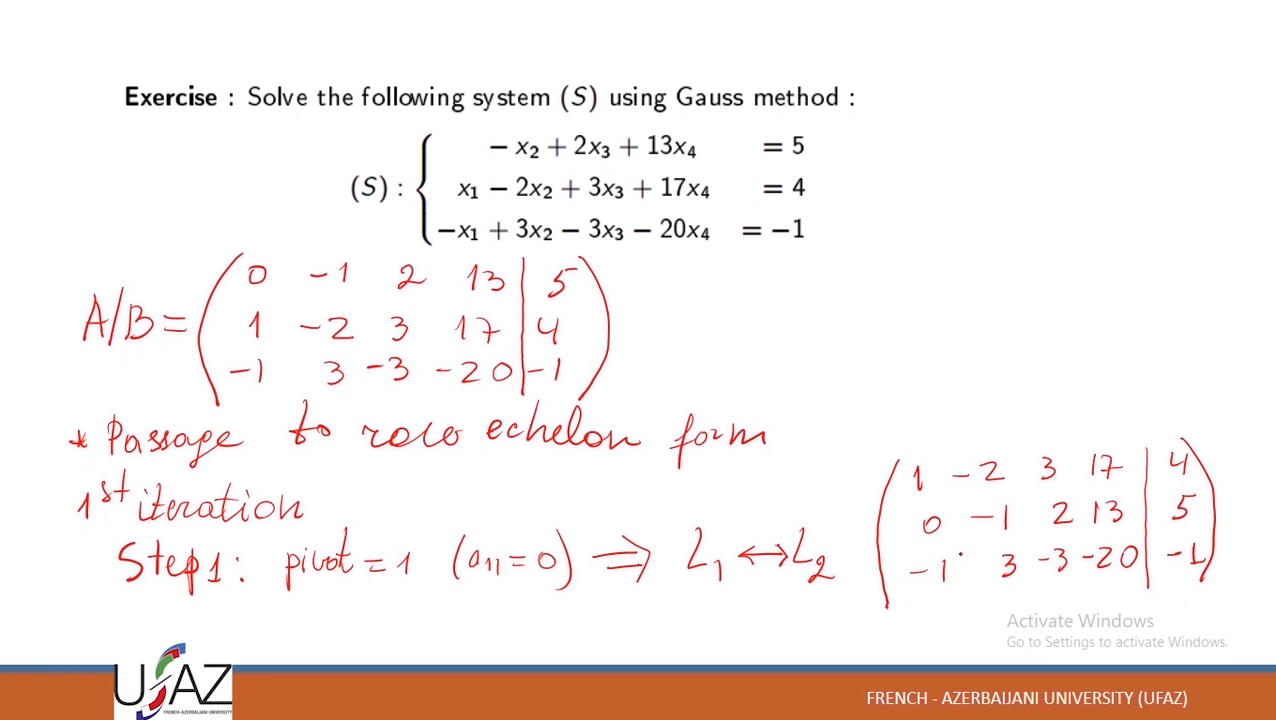 Exercise : Solve the following system (S) using Gauss method :
− x₂ + 2x₃ + 13x₄ = 5
(S) : { x₁ − 2x₂ + 3x₃ + 17x₄ = 4
−x₁ + 3x₂ − 3x₃ − 20x₄ = −1
0 -1 2 13 | 5
A/B = ( 1 -2 3 17 | 4 )
-1 3 -3 -20 | -1
* Passage to row echelon form
1st iteration
Step 1: pivot = 1 (a₁₁ = 0) ⟹ L₁ ↔ L₂
1 -2 3 17 | 4
0 -1 2 13 | 5
-1 3 -3 -20 | -1
Activate Windows
Go to Settings to activate Windows.
UFAZ
FRENCH-AZERBAIJANI UNIVERSITY
FRENCH - AZERBAIJANI UNIVERSITY (UFAZ)